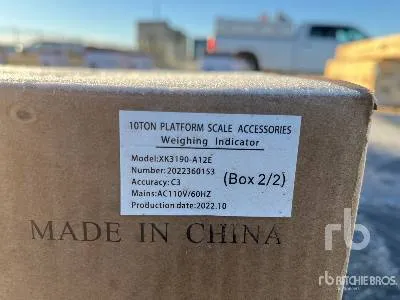 10TON PLATFORM SCALE ACCESSORIES
Weighing Indicator
Model:XK3190-A12E
Number:2022360153
Accuracy:C3
(Box 2/2)
Mains:AC110V/60HZ
Production date:2022.10
MADE IN CHINA
rb
rb
RITCHIE BROS.